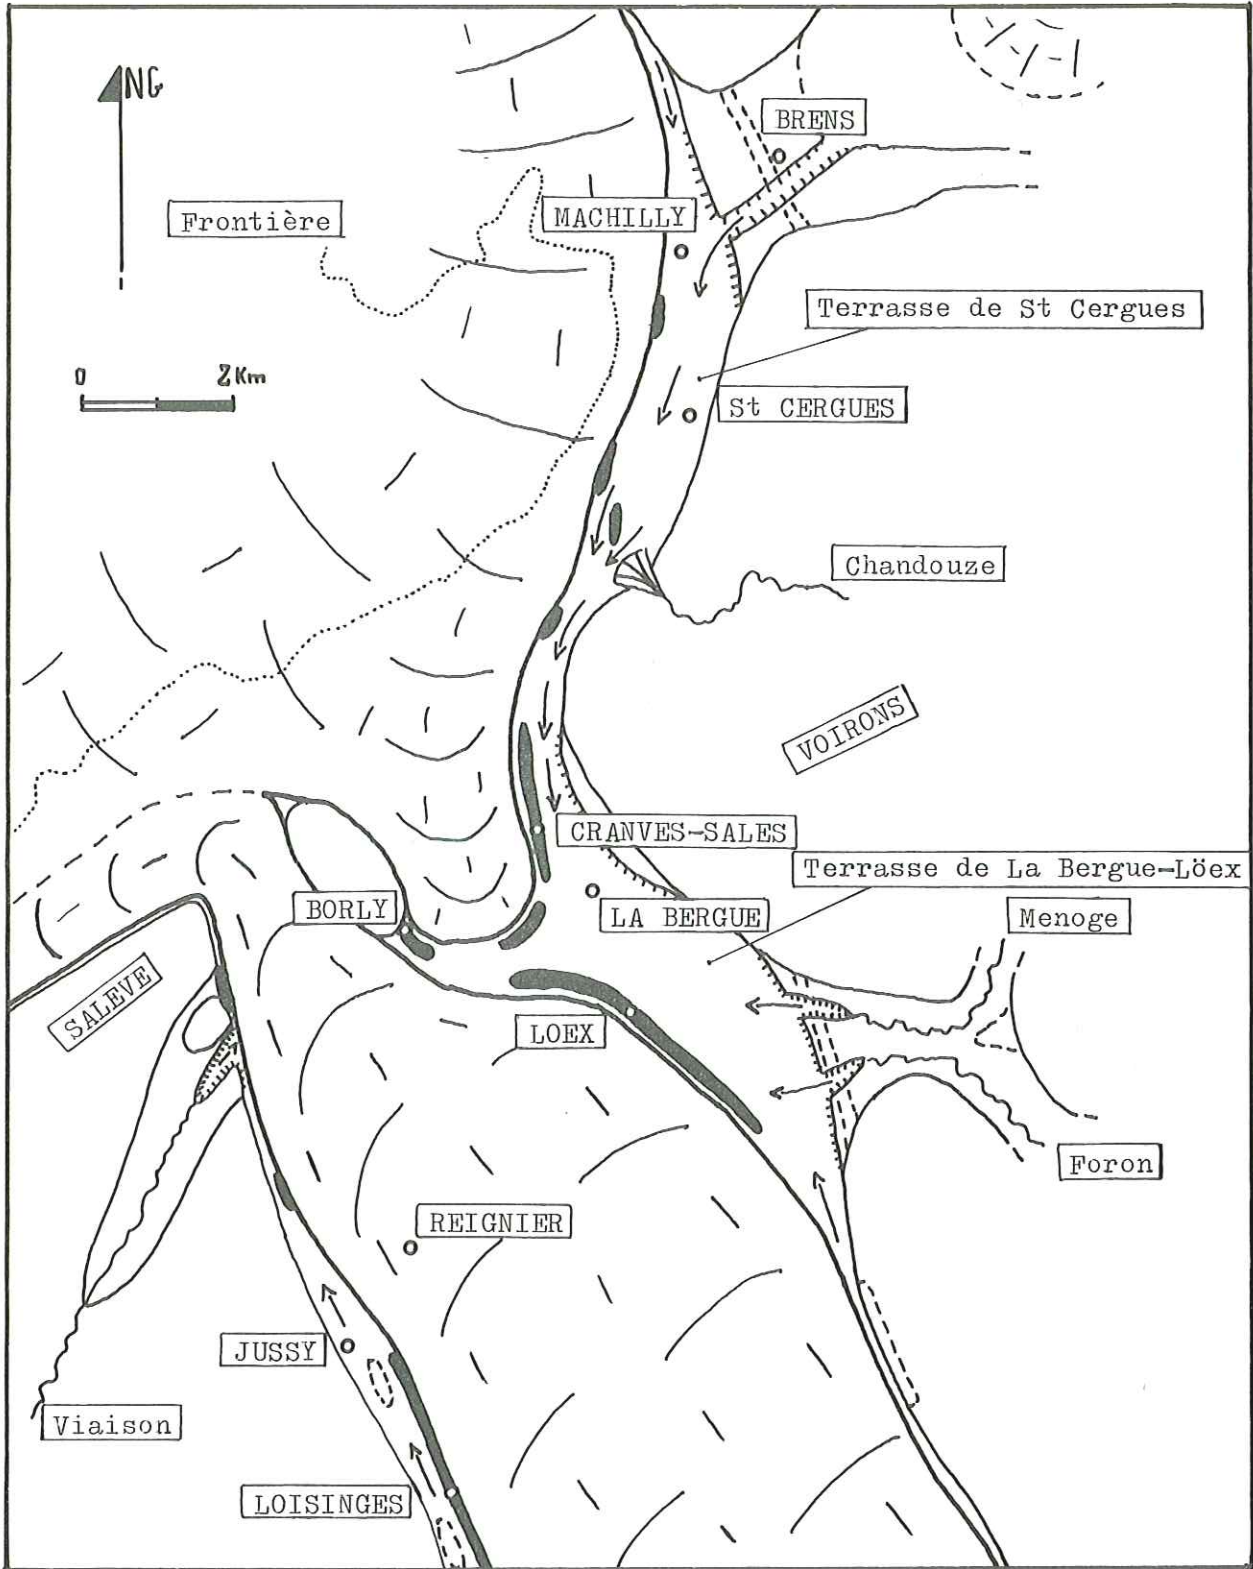 NG
BRENS
Frontière
MACHILLY
Terrasse de St Cergues
0 2 Km
St CERGUES
Chandouze
VOIRONS
CRANVES-SALES
Terrasse de La Bergue-Löex
BORLY
LA BERGUE
Menoge
SALEVE
LOEX
Foron
REIGNIER
JUSSY
Viaison
LOISINGES